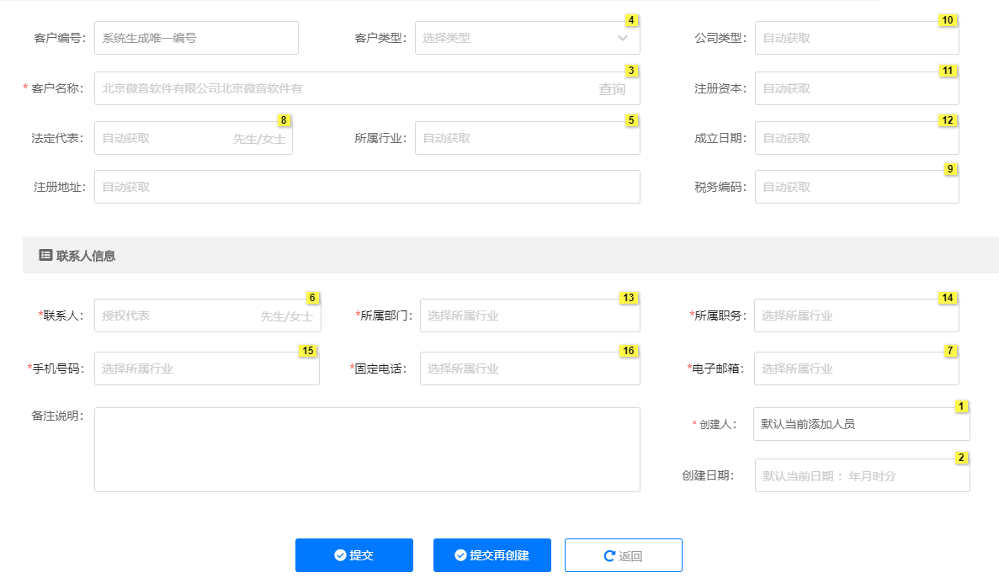 4 10
客户编号： 系统生成唯一编号 客户类型： 选择类型 公司类型： 自动获取
3 11
* 客户名称： 北京微音软件有限公司北京微音软件有 查询 注册资本： 自动获取
8 5 12
法定代表： 自动获取 先生/女士 所属行业： 自动获取 成立日期： 自动获取
9
注册地址： 自动获取 税务编码： 自动获取
联系人信息
6 13 14
*联系人： 授权代表 先生/女士 *所属部门： 选择所属行业 *所属职务： 选择所属行业
15 16 7
*手机号码： 选择所属行业 *固定电话： 选择所属行业 *电子邮箱： 选择所属行业
1
备注说明： * 创建人： 默认当前添加人员
2
创建日期： 默认当前日期 ：年月时分
提交 提交再创建 返回